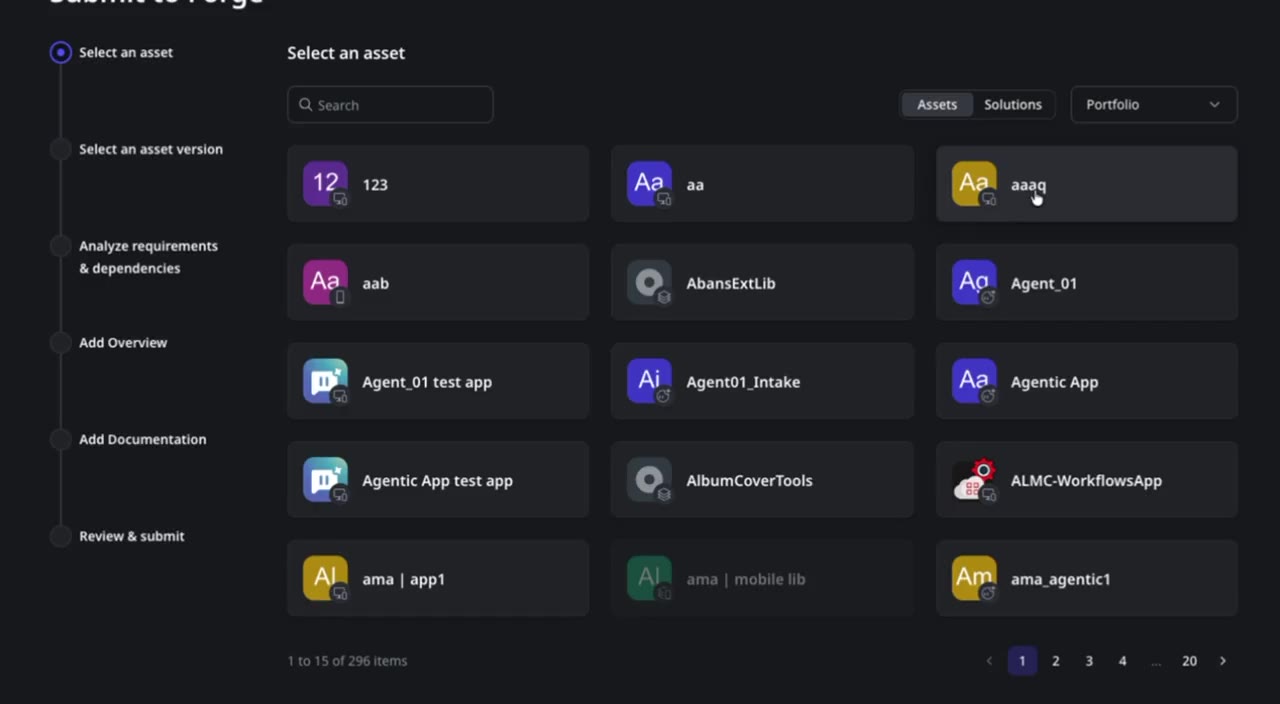 Submit to Forge
Select an asset
Select an asset version
Analyze requirements
& dependencies
Add Overview
Add Documentation
Review & submit
Select an asset
Search
Assets
Solutions
Portfolio
12
123
Aa
aa
Aa
aaaq
Aa
aab
AbansExtLib
Ag
Agent_01
Agent_01 test app
Ai
Agent01_Intake
Aa
Agentic App
Agentic App test app
AlbumCoverTools
ALMC-WorkflowsApp
Al
ama | app1
Al
ama | mobile lib
Am
ama_agentic1
1 to 15 of 296 items
1
2
3
4
...
20